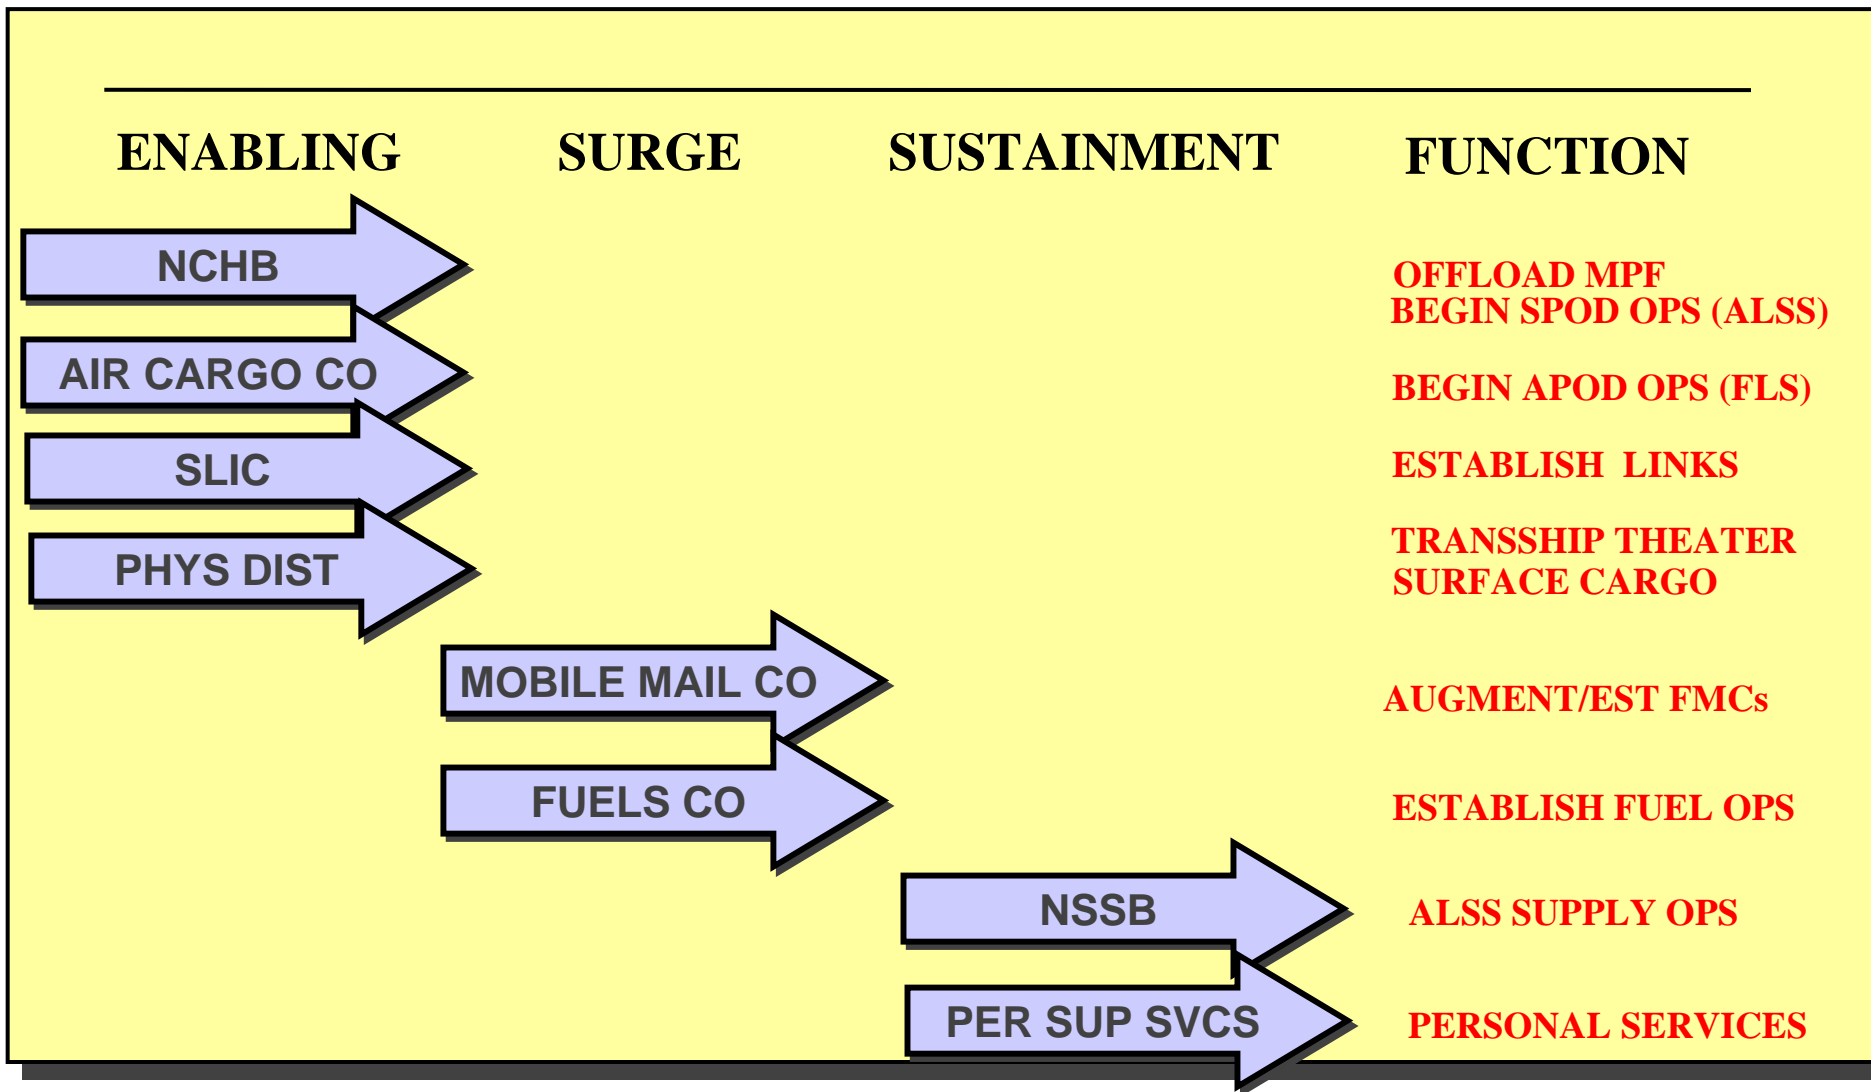 ENABLING SURGE SUSTAINMENT FUNCTION
NCHB
OFFLOAD MPF
BEGIN SPOD OPS (ALSS)
AIR CARGO CO
BEGIN APOD OPS (FLS)
SLIC
ESTABLISH LINKS
PHYS DIST
TRANSSHIP THEATER
SURFACE CARGO
MOBILE MAIL CO
AUGMENT/EST FMCs
FUELS CO
ESTABLISH FUEL OPS
NSSB
ALSS SUPPLY OPS
PER SUP SVCS
PERSONAL SERVICES